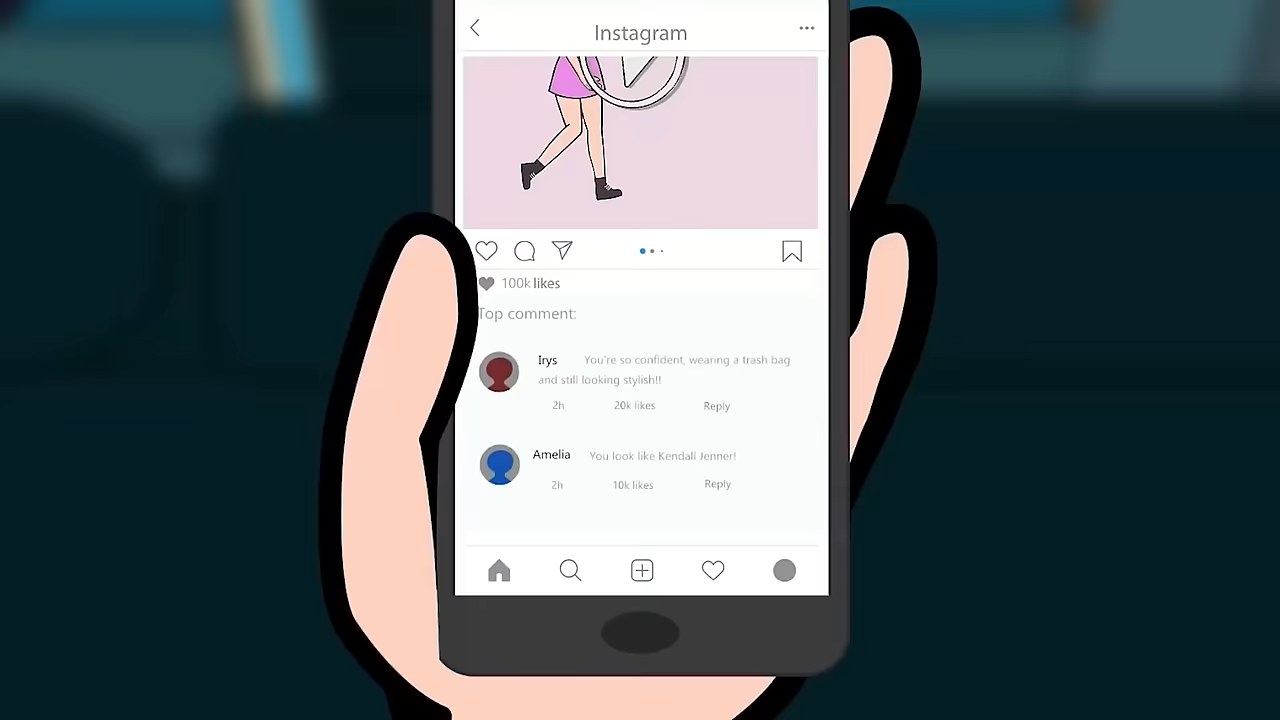 Instagram
100k likes
Top comment:
Irys You're so confident, wearing a trash bag
and still looking stylish!!
2h 20k likes Reply
Amelia You look like Kendall Jenner!
2h 10k likes Reply